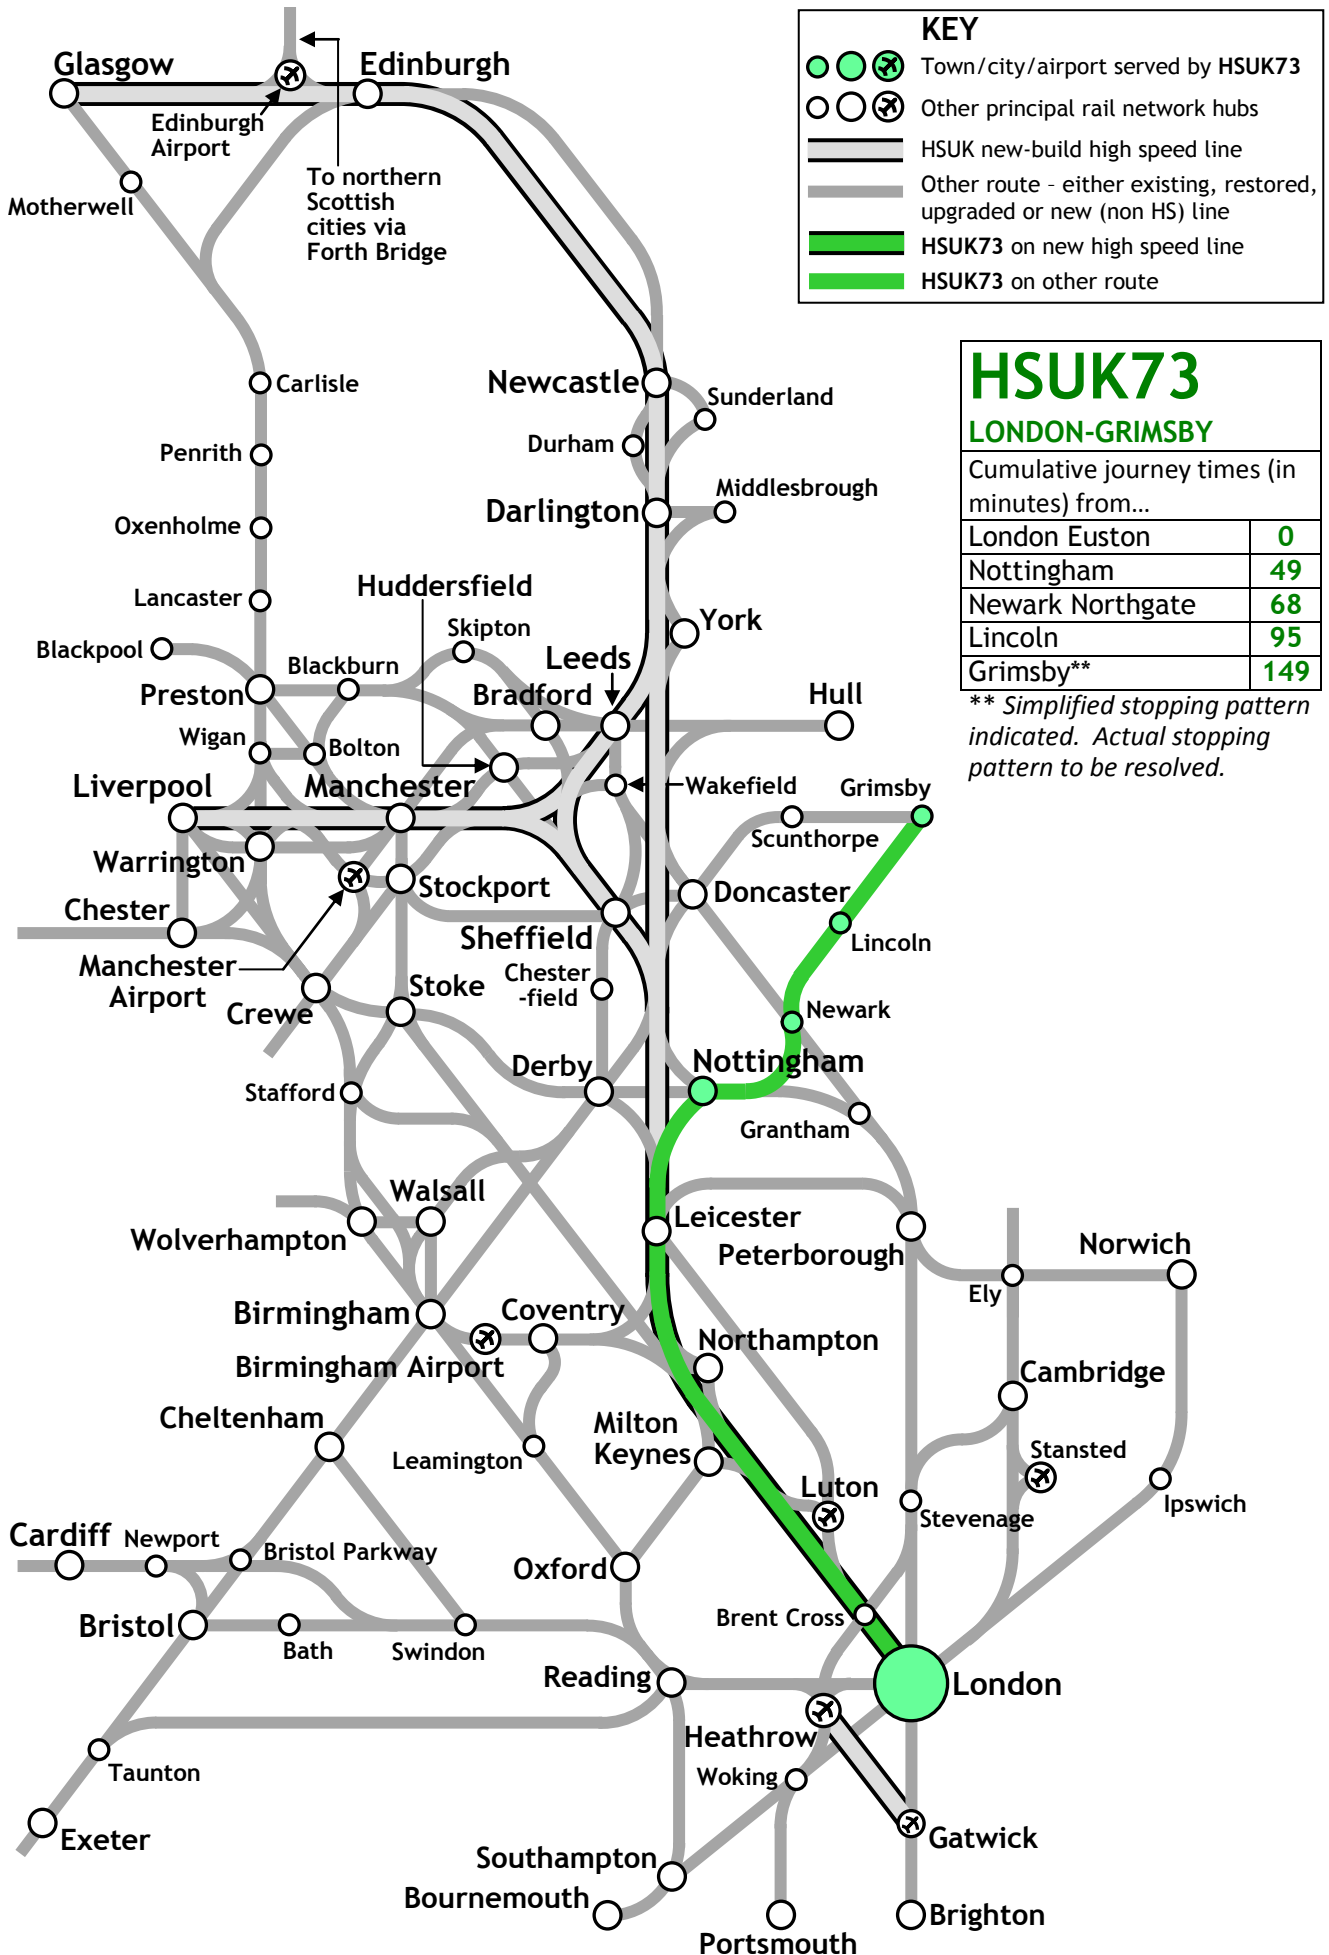 KEY
Town/city/airport served by HSUK73
Other principal rail network hubs
HSUK new-build high speed line
Other route - either existing, restored,
upgraded or new (non HS) line
HSUK73 on new high speed line
HSUK73 on other route
HSUK73
LONDON-GRIMSBY
Cumulative journey times (in
minutes) from...
London Euston 0
Nottingham 49
Newark Northgate 68
Lincoln 95
Grimsby** 149
** Simplified stopping pattern
indicated. Actual stopping
pattern to be resolved.
Glasgow
Edinburgh
Edinburgh
Airport
To northern
Scottish
cities via
Forth Bridge
Motherwell
Carlisle
Newcastle
Sunderland
Durham
Penrith
Middlesbrough
Darlington
Oxenholme
Huddersfield
Lancaster
Skipton
York
Blackpool
Blackburn
Leeds
Preston
Bradford
Hull
Wigan
Bolton
Liverpool
Manchester
Wakefield
Grimsby
Scunthorpe
Warrington
Stockport
Doncaster
Chester
Sheffield
Lincoln
Manchester
Airport
Chester
-field
Stoke
Crewe
Newark
Nottingham
Derby
Stafford
Grantham
Walsall
Leicester
Wolverhampton
Peterborough
Norwich
Ely
Birmingham
Coventry
Northampton
Birmingham Airport
Cambridge
Cheltenham
Milton
Keynes
Leamington
Stansted
Luton
Stevenage
Ipswich
Cardiff
Newport
Bristol Parkway
Oxford
Bristol
Bath
Swindon
Brent Cross
Reading
London
Heathrow
Taunton
Woking
Exeter
Gatwick
Southampton
Bournemouth
Brighton
Portsmouth